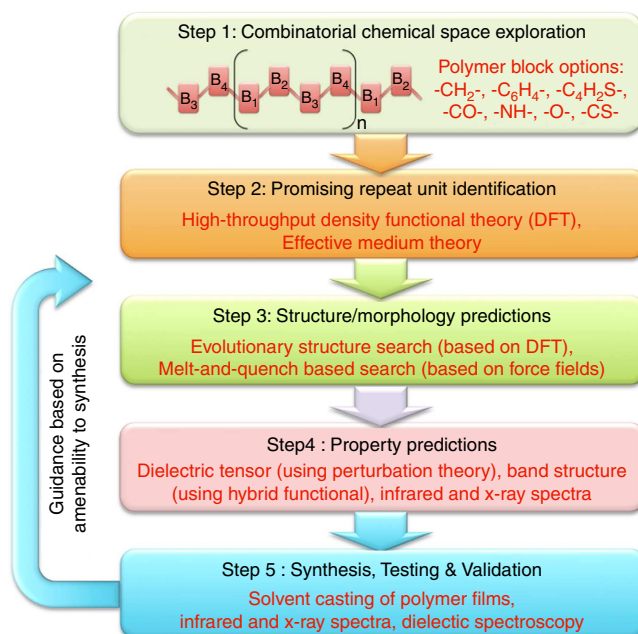 Step 1: Combinatorial chemical space exploration
B3 B4 B1 B2 B3 B4 B1 B2
n
Polymer block options:
-CH2-, -C6H4-, -C4H2S-,
-CO-, -NH-, -O-, -CS-
Step 2: Promising repeat unit identification
High-throughput density functional theory (DFT),
Effective medium theory
Step 3: Structure/morphology predictions
Evolutionary structure search (based on DFT),
Melt-and-quench based search (based on force fields)
Step4 : Property predictions
Dielectric tensor (using perturbation theory), band structure
(using hybrid functional), infrared and x-ray spectra
Step 5 : Synthesis, Testing & Validation
Solvent casting of polymer films,
infrared and x-ray spectra, dielectic spectroscopy
Guidance based on
amenability to synthesis